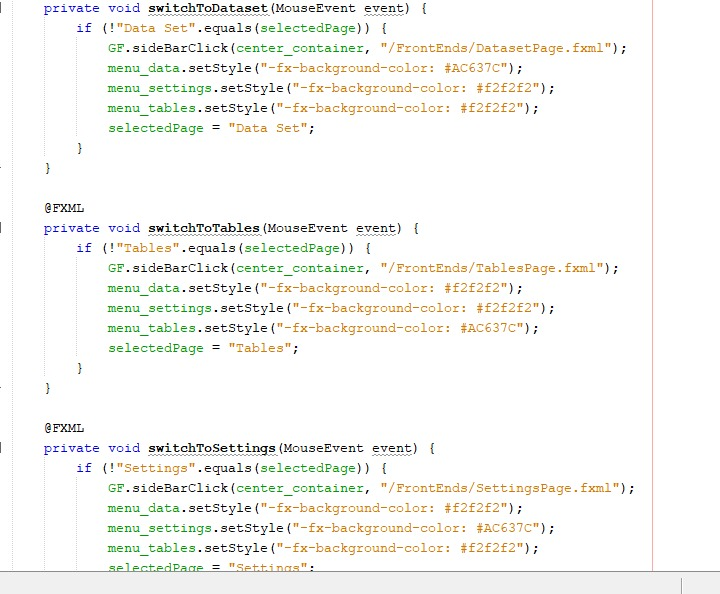 private void switchToDataset(MouseEvent event) {
if (!"Data Set".equals(selectedPage)) {
GF.sideBarClick(center_container, "/FrontEnds/DatasetPage.fxml");
menu_data.setStyle("-fx-background-color: #AC637C");
menu_settings.setStyle("-fx-background-color: #f2f2f2");
menu_tables.setStyle("-fx-background-color: #f2f2f2");
selectedPage = "Data Set";
}
}
@FXML
private void switchToTables(MouseEvent event) {
if (!"Tables".equals(selectedPage)) {
GF.sideBarClick(center_container, "/FrontEnds/TablesPage.fxml");
menu_data.setStyle("-fx-background-color: #f2f2f2");
menu_settings.setStyle("-fx-background-color: #f2f2f2");
menu_tables.setStyle("-fx-background-color: #AC637C");
selectedPage = "Tables";
}
}
@FXML
private void switchToSettings(MouseEvent event) {
if (!"Settings".equals(selectedPage)) {
GF.sideBarClick(center_container, "/FrontEnds/SettingsPage.fxml");
menu_data.setStyle("-fx-background-color: #f2f2f2");
menu_settings.setStyle("-fx-background-color: #AC637C");
menu_tables.setStyle("-fx-background-color: #f2f2f2");
selectedPage = "Settings";